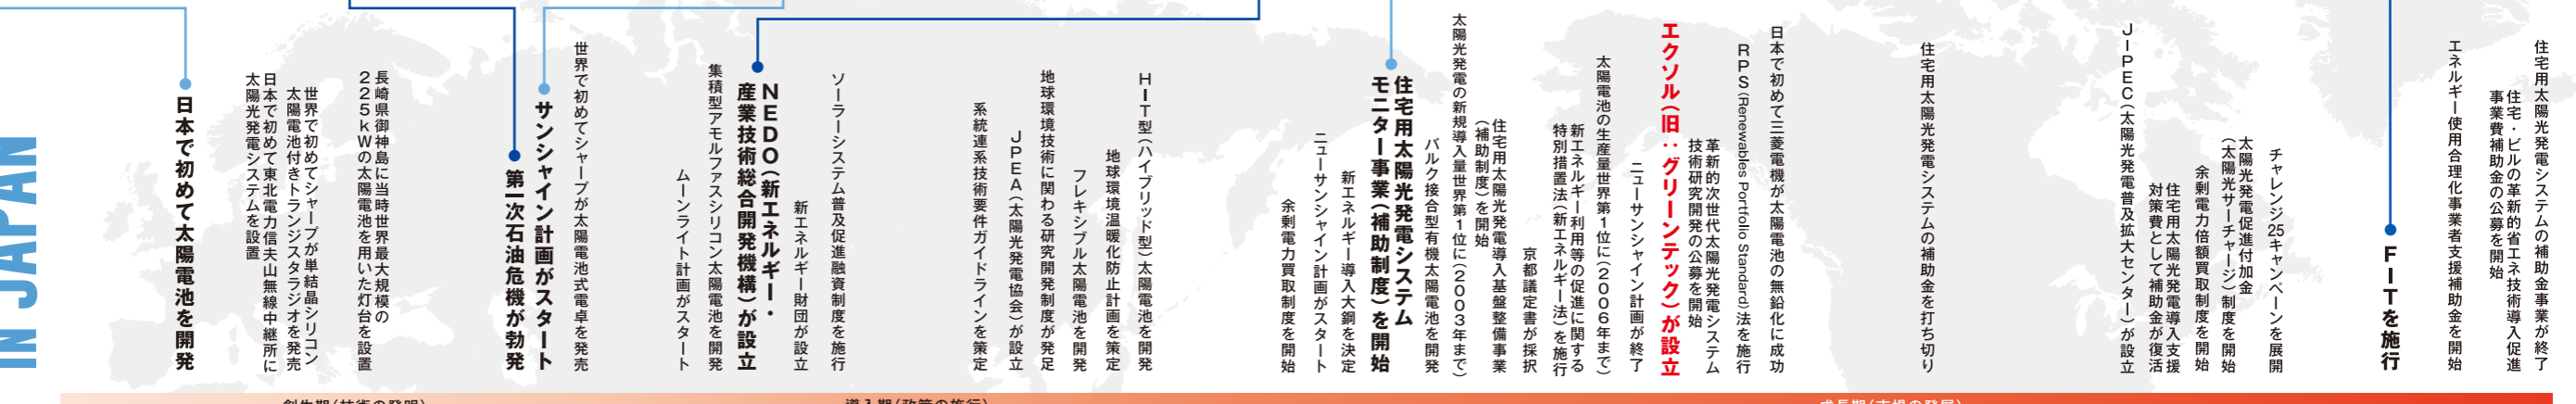 IN JAPAN
日本で初めて太陽電池を開発
日本で初めて東北電力信夫山無線中継所に
太陽光発電システムを設置
世界で初めてシャープが単結晶シリコン
太陽電池付きトランジスタラジオを発売
長崎県御神島に当時世界最大規模の
225kWの太陽電池を用いた灯台を設置
第一次石油危機が勃発
サンシャイン計画がスタート
世界で初めてシャープが太陽電池式電卓を発売
ムーンライト計画がスタート
集積型アモルファスシリコン太陽電池を開発
NEDO(新エネルギー・
産業技術総合開発機構)が設立
新エネルギー財団が設立
ソーラーシステム普及促進融資制度を施行
系統連系技術要件ガイドラインを策定
JPEA(太陽光発電協会)が設立
地球環境技術に関わる研究開発制度が発足
フレキシブル太陽電池を開発
地球環境温暖化防止計画を策定
HIT型(ハイブリッド型)太陽電池を開発
余剰電力買取制度を開始
ニューサンシャイン計画がスタート
新エネルギー導入大鋼を決定
住宅用太陽光発電システム
モニター事業(補助制度)を開始
バルク接合型有機太陽電池を開発
太陽光発電の新規導入量世界第1位に(2003年まで)
住宅用太陽光発電導入基盤整備事業
(補助制度)を開始
京都議定書が採択
新エネルギー利用等の促進に関する
特別措置法(新エネルギー法)を施行
太陽電池の生産量世界第1位に(2006年まで)
ニューサンシャイン計画が終了
エクソル(旧:グリーンテック)が設立
革新的次世代太陽光発電システム
技術研究開発の公募を開始
RPS(Renewabls Portfolio Standard)法を施行
日本で初めて三菱電機が太陽電池の無鉛化に成功
住宅用太陽光発電システムの補助金を打ち切り
JーPEC(太陽光発電普及拡大センター)が設立
住宅用太陽光発電導入支援
対策費として補助金が復活
余剰電力倍額買取制度を開始
太陽光発電促進付加金
(太陽光サーチャージ)制度を開始
チャレンジ25キャンペーンを展開
FITを施行
エネルギー使用合理化事業者支援補助金を開始
住宅・ビルの革新的省エネ技術導入促進
事業費補助金の公募を開始
住宅用太陽光発電システムの補助金事業が終了
創生期(技術の発明)
導入期(政策の施行)
成長期(市場の発展)